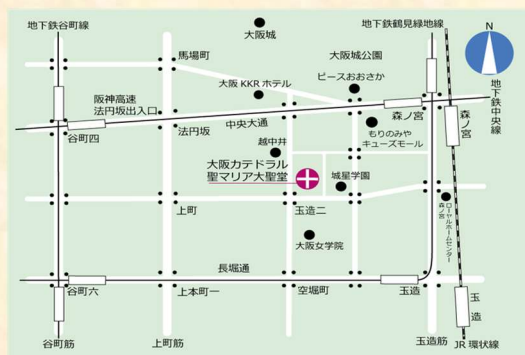 地下鉄谷町線
大阪城
地下鉄鶴見緑地線
N
馬場町
大阪城公園
大阪 KKR ホテル
ピースおおさか
阪神高速
法円坂出入口
森ノ宮
森ノ宮
地下鉄中央線
谷町四
法円坂
中央大通
もりのみや
キューズモール
越中井
大阪カテドラル
聖マリア大聖堂
城星学園
上町
玉造二
ロイヤルホームセンター
森ノ宮
大阪女学院
長堀通
谷町六
上本町一
空堀町
玉造
玉造
谷町筋
上町筋
玉造筋
JR 環状線